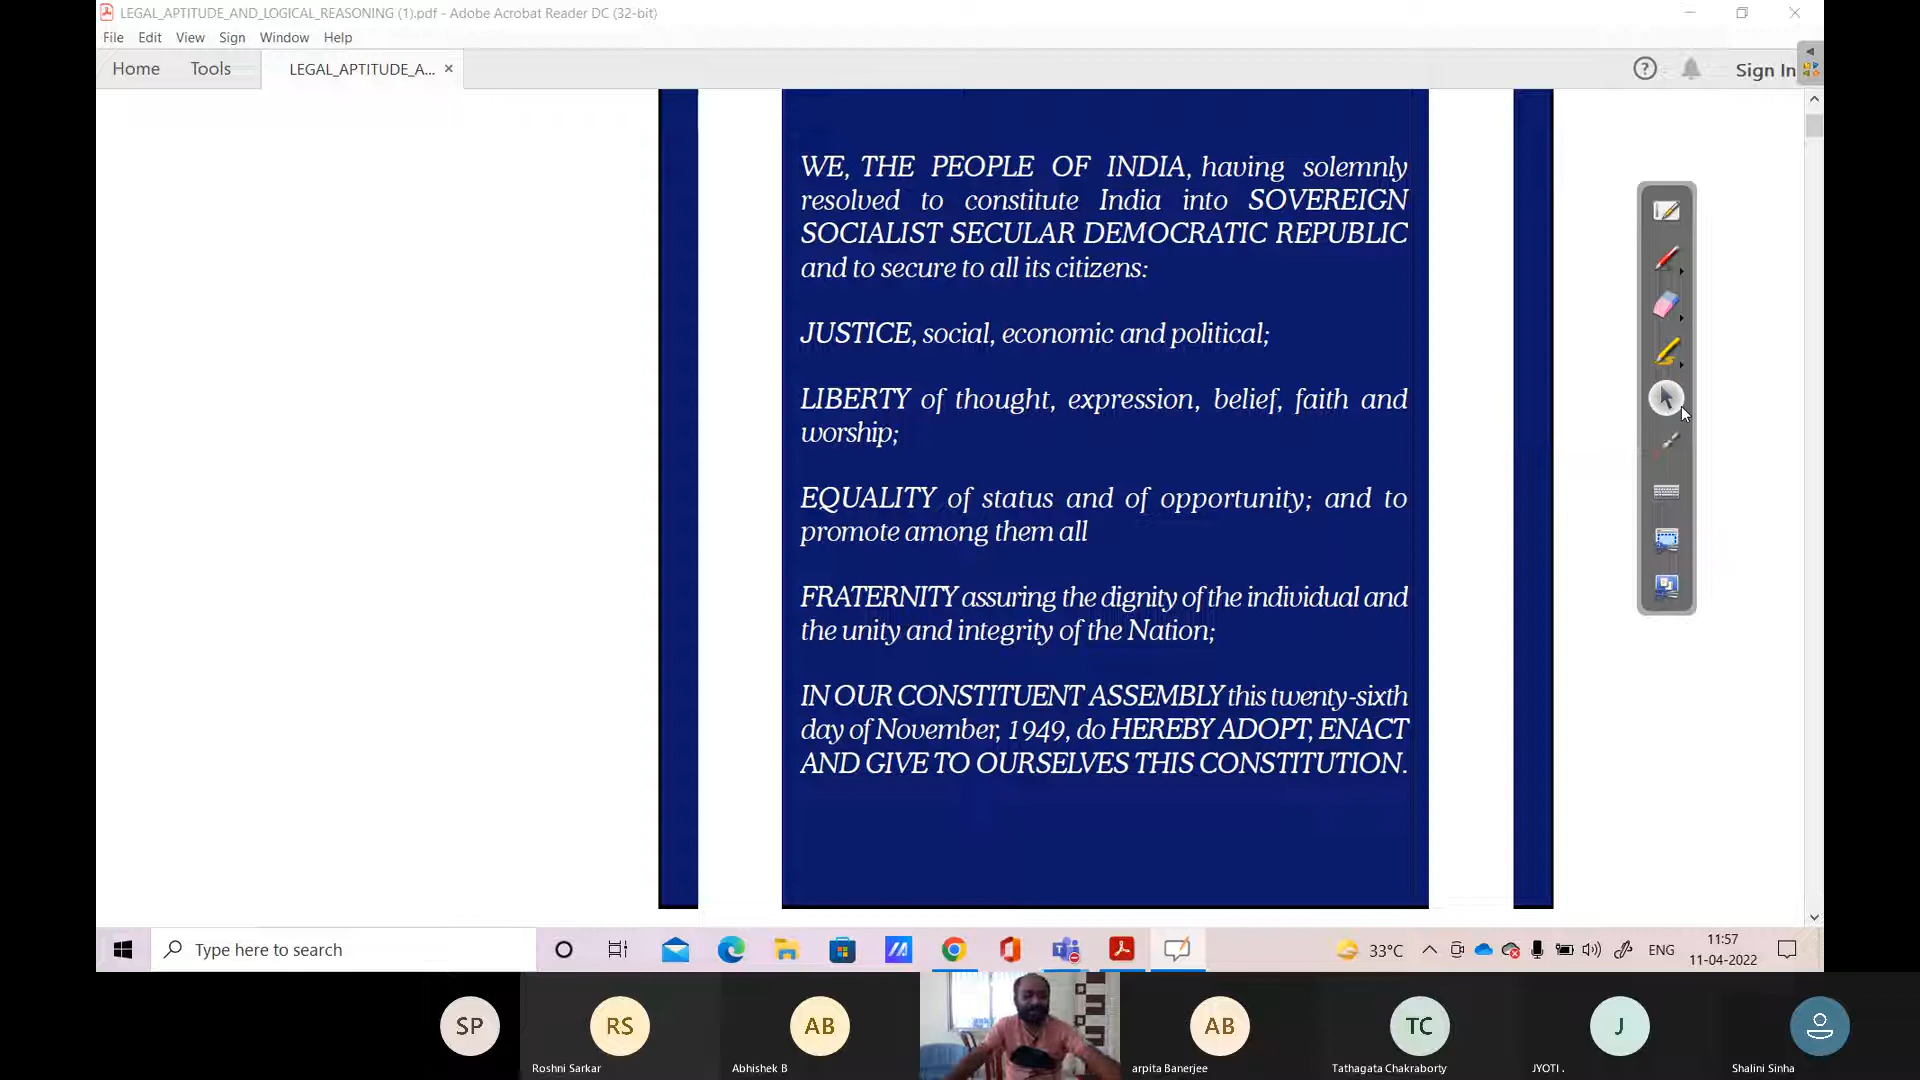 LEGAL_APTITUDE_AND_LOGICAL_REASONING (1).pdf - Adobe Acrobat Reader DC (32-bit)
File Edit View Sign Window Help
Home Tools LEGAL_APTITUDE_A... × Sign In
WE, THE PEOPLE OF INDIA, having solemnly
resolved to constitute India into SOVEREIGN
SOCIALIST SECULAR DEMOCRATIC REPUBLIC
and to secure to all its citizens:
JUSTICE, social, economic and political;
LIBERTY of thought, expression, belief, faith and
worship;
EQUALITY of status and of opportunity; and to
promote among them all
FRATERNITY assuring the dignity of the individual and
the unity and integrity of the Nation;
IN OUR CONSTITUENT ASSEMBLY this twenty-sixth
day of November, 1949, do HEREBY ADOPT, ENACT
AND GIVE TO OURSELVES THIS CONSTITUTION.
Type here to search 33°C ENG 11:57
11-04-2022
SP RS AB AB TC J
Roshni Sarkar Abhishek B arpita Banerjee Tathagata Chakraborty JYOTI . Shalini Sinha